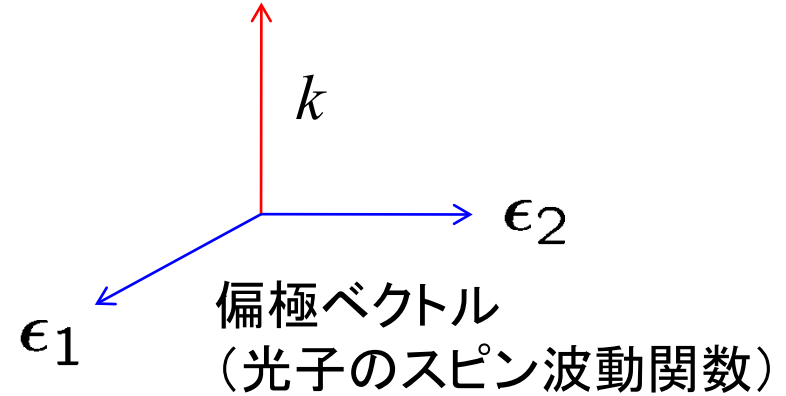 k
ϵ₂
ϵ₁
偏極ベクトル
（光子のスピン波動関数）